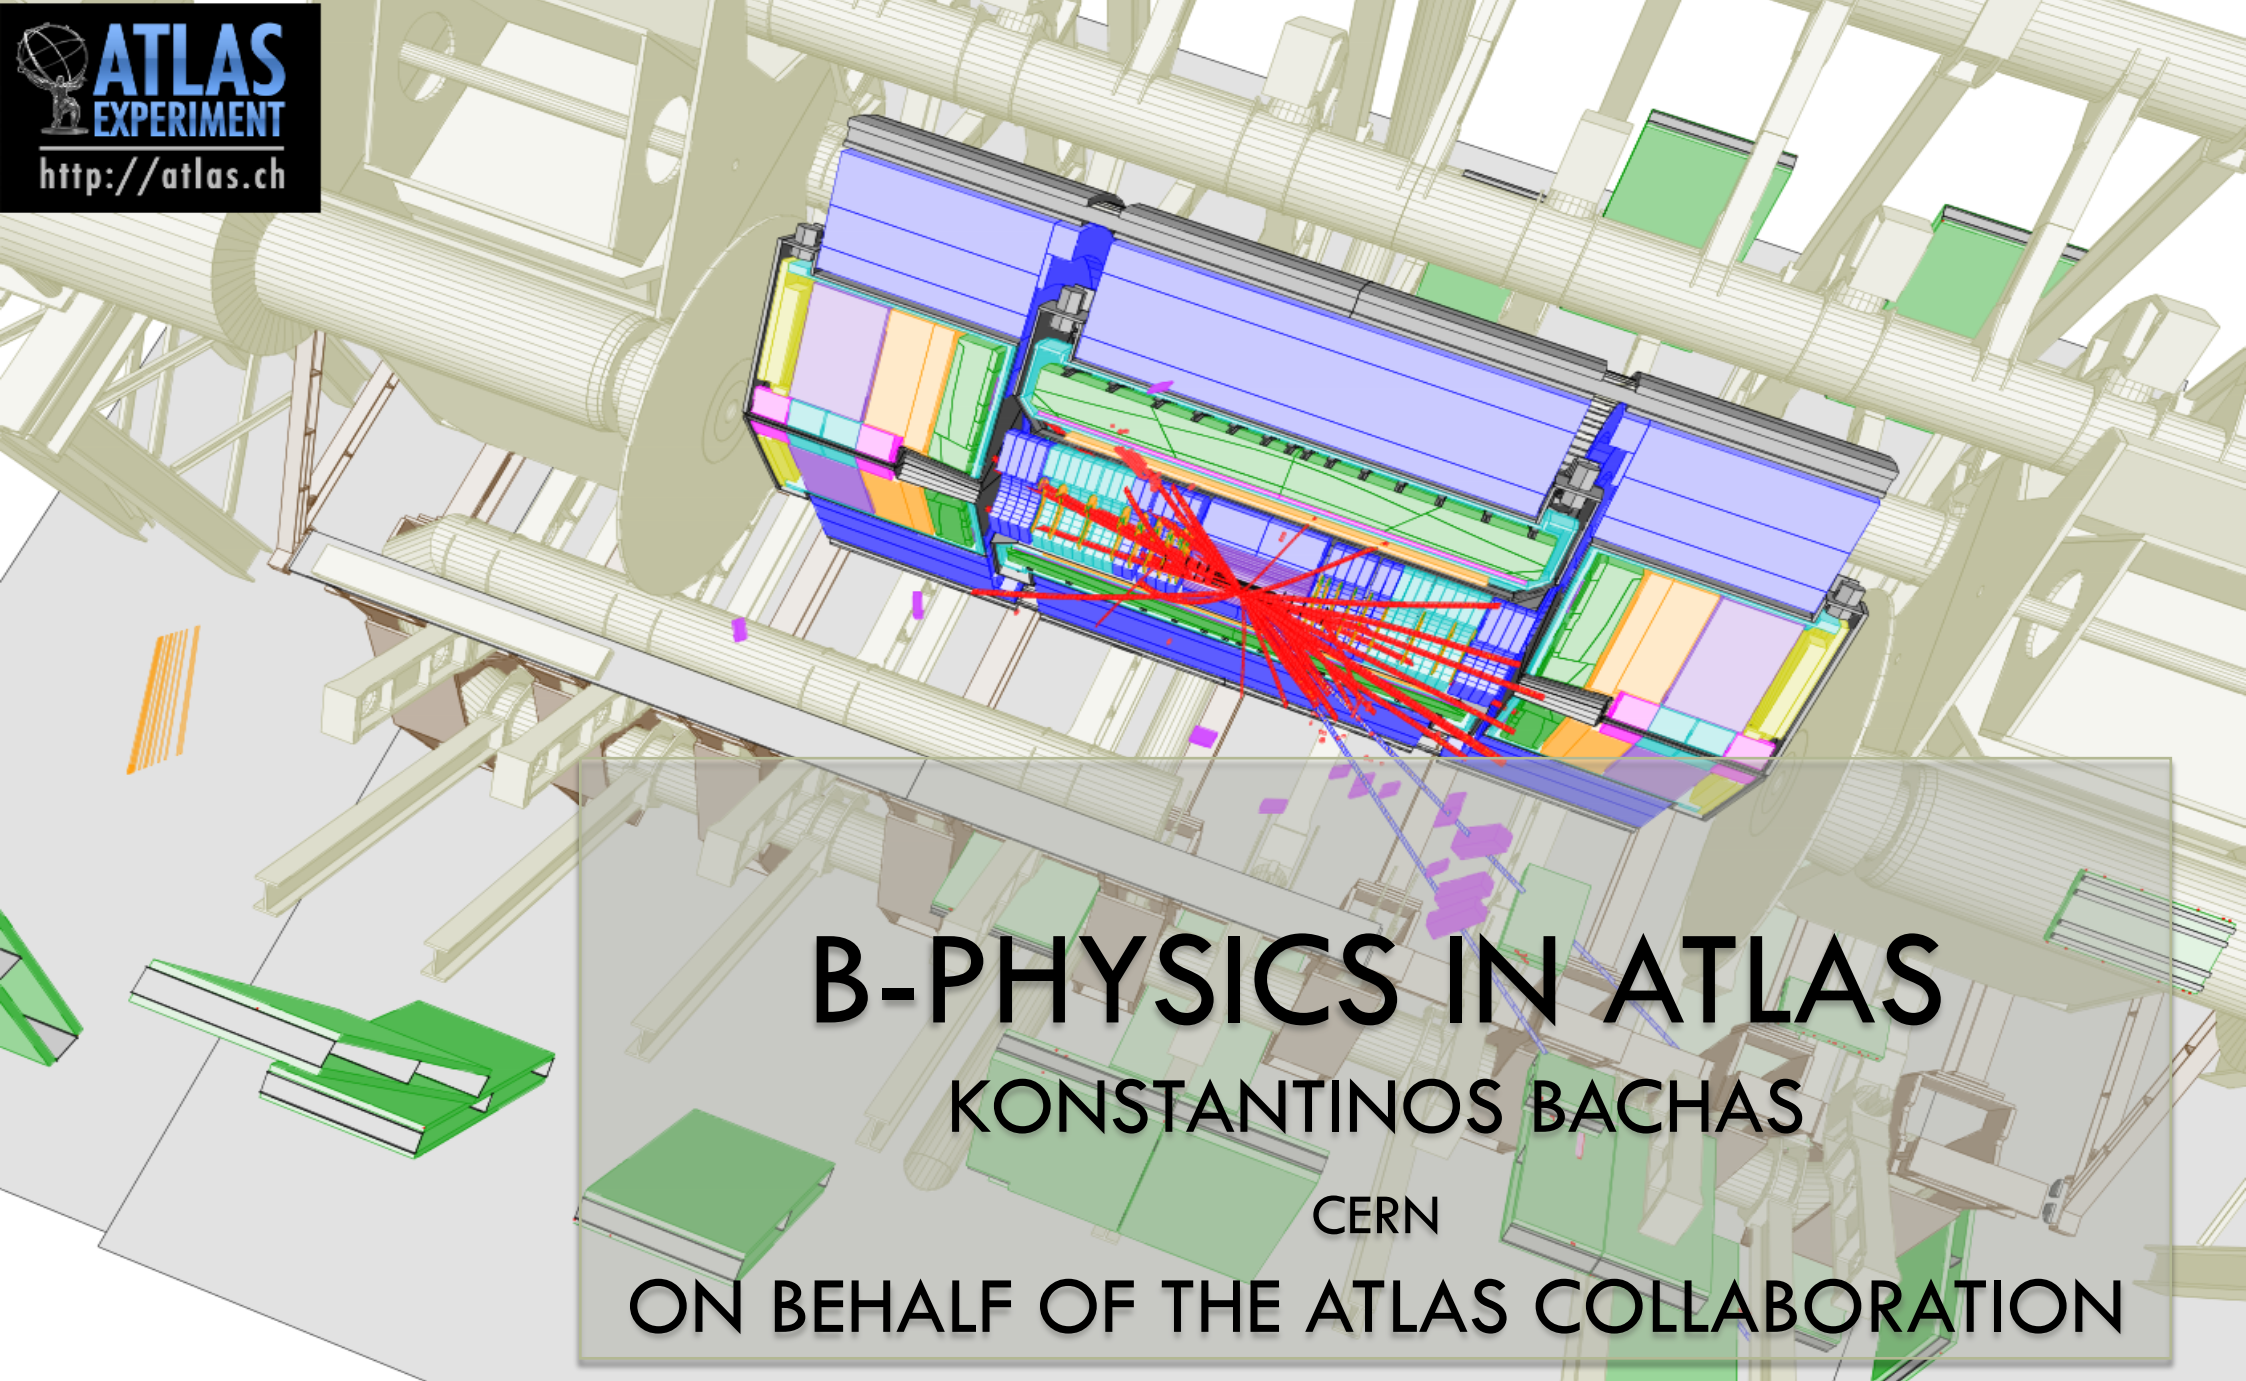 ATLAS
EXPERIMENT
http://atlas.ch
B-PHYSICS IN ATLAS
KONSTANTINOS BACHAS
CERN
ON BEHALF OF THE ATLAS COLLABORATION